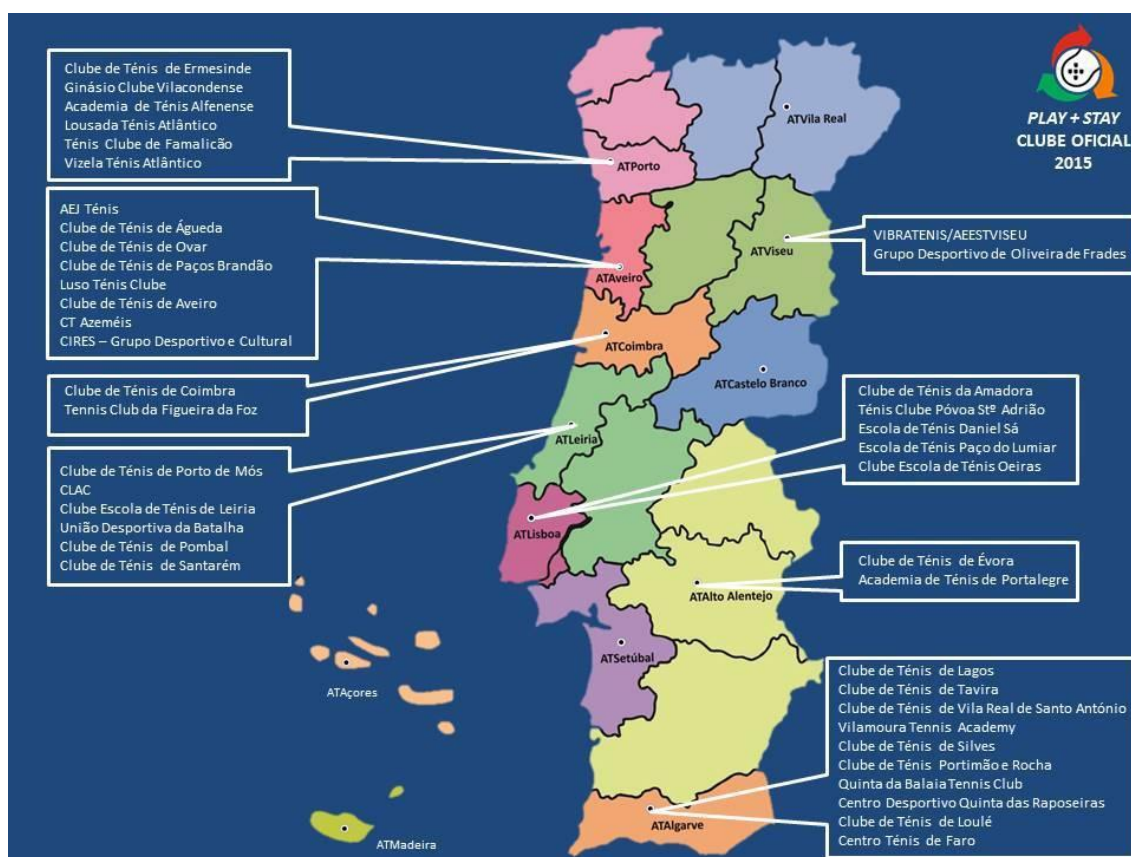 Clube de Ténis de Ermesinde
Ginásio Clube Vilacondense
Academia de Ténis Alfenense
Lousada Ténis Atlântico
Ténis Clube de Famalicão
Vizela Ténis Atlântico
ATVila Real
PLAY + STAY
CLUBE OFICIAL
2015
ATPorto
AEJ Ténis
Clube de Ténis de Águeda
Clube de Ténis de Ovar
Clube de Ténis de Paços Brandão
Luso Ténis Clube
Clube de Ténis de Aveiro
CT Azeméis
CIRES – Grupo Desportivo e Cultural
ATAveiro
ATViseu
VIBRATENIS/AEESTVISEU
Grupo Desportivo de Oliveira de Frades
Clube de Ténis de Coimbra
Tennis Club da Figueira da Foz
ATCoimbra
ATCastelo Branco
Clube de Ténis da Amadora
Ténis Clube Póvoa Stº Adrião
Escola de Ténis Daniel Sá
Escola de Ténis Paço do Lumiar
Clube Escola de Ténis Oeiras
ATLeiria
Clube de Ténis de Porto de Mós
CLAC
Clube Escola de Ténis de Leiria
União Desportiva da Batalha
Clube de Ténis de Pombal
Clube de Ténis de Santarém
ATLisboa
Clube de Ténis de Évora
Academia de Ténis de Portalegre
ATAlto Alentejo
ATSetúbal
ATAçores
Clube de Ténis de Lagos
Clube de Ténis de Tavira
Clube de Ténis de Vila Real de Santo António
Vilamoura Tennis Academy
Clube de Ténis de Silves
Clube de Ténis Portimão e Rocha
Quinta da Balaia Tennis Club
Centro Desportivo Quinta das Raposeiras
Clube de Ténis de Loulé
Centro Ténis de Faro
ATAlgarve
ATMadeira